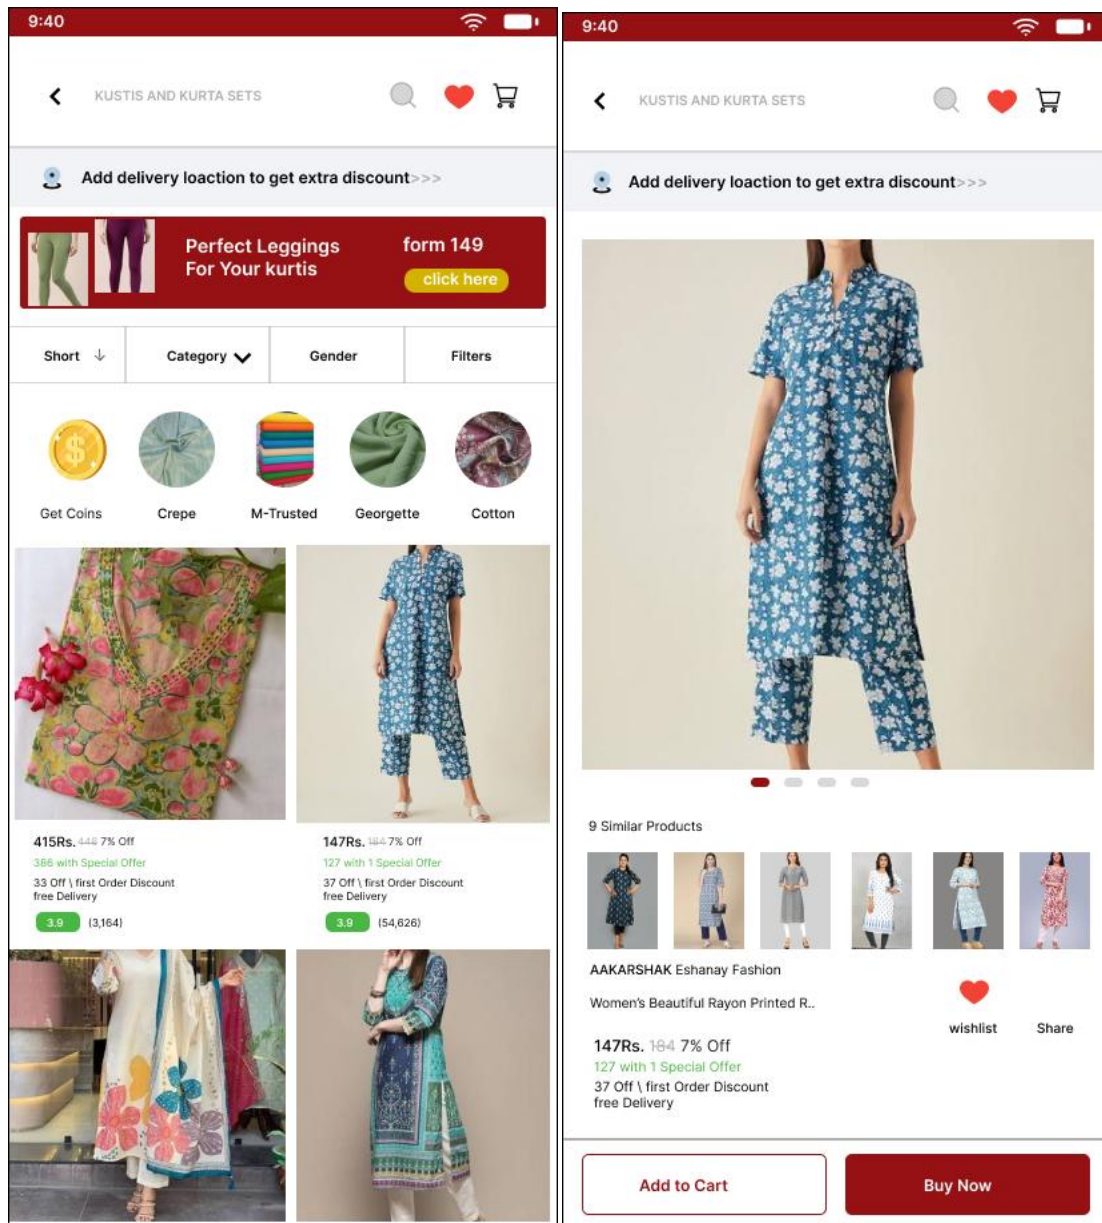 9:40
KUSTIS AND KURTA SETS
Add delivery loaction to get extra discount>>>
Perfect Leggings
For Your kurtis
form 149
click here
Short ↓
Category
Gender
Filters
Get Coins
Crepe
M-Trusted
Georgette
Cotton
415Rs. 446 7% Off
386 with Special Offer
33 Off \ first Order Discount
free Delivery
3.9 (3,164)
147Rs. 184 7% Off
127 with 1 Special Offer
37 Off \ first Order Discount
free Delivery
3.9 (54,626)
9:40
KUSTIS AND KURTA SETS
Add delivery loaction to get extra discount>>>
9 Similar Products
AAKARSHAK Eshanay Fashion
Women's Beautiful Rayon Printed R..
wishlist
Share
147Rs. 184 7% Off
127 with 1 Special Offer
37 Off \ first Order Discount
free Delivery
Add to Cart
Buy Now